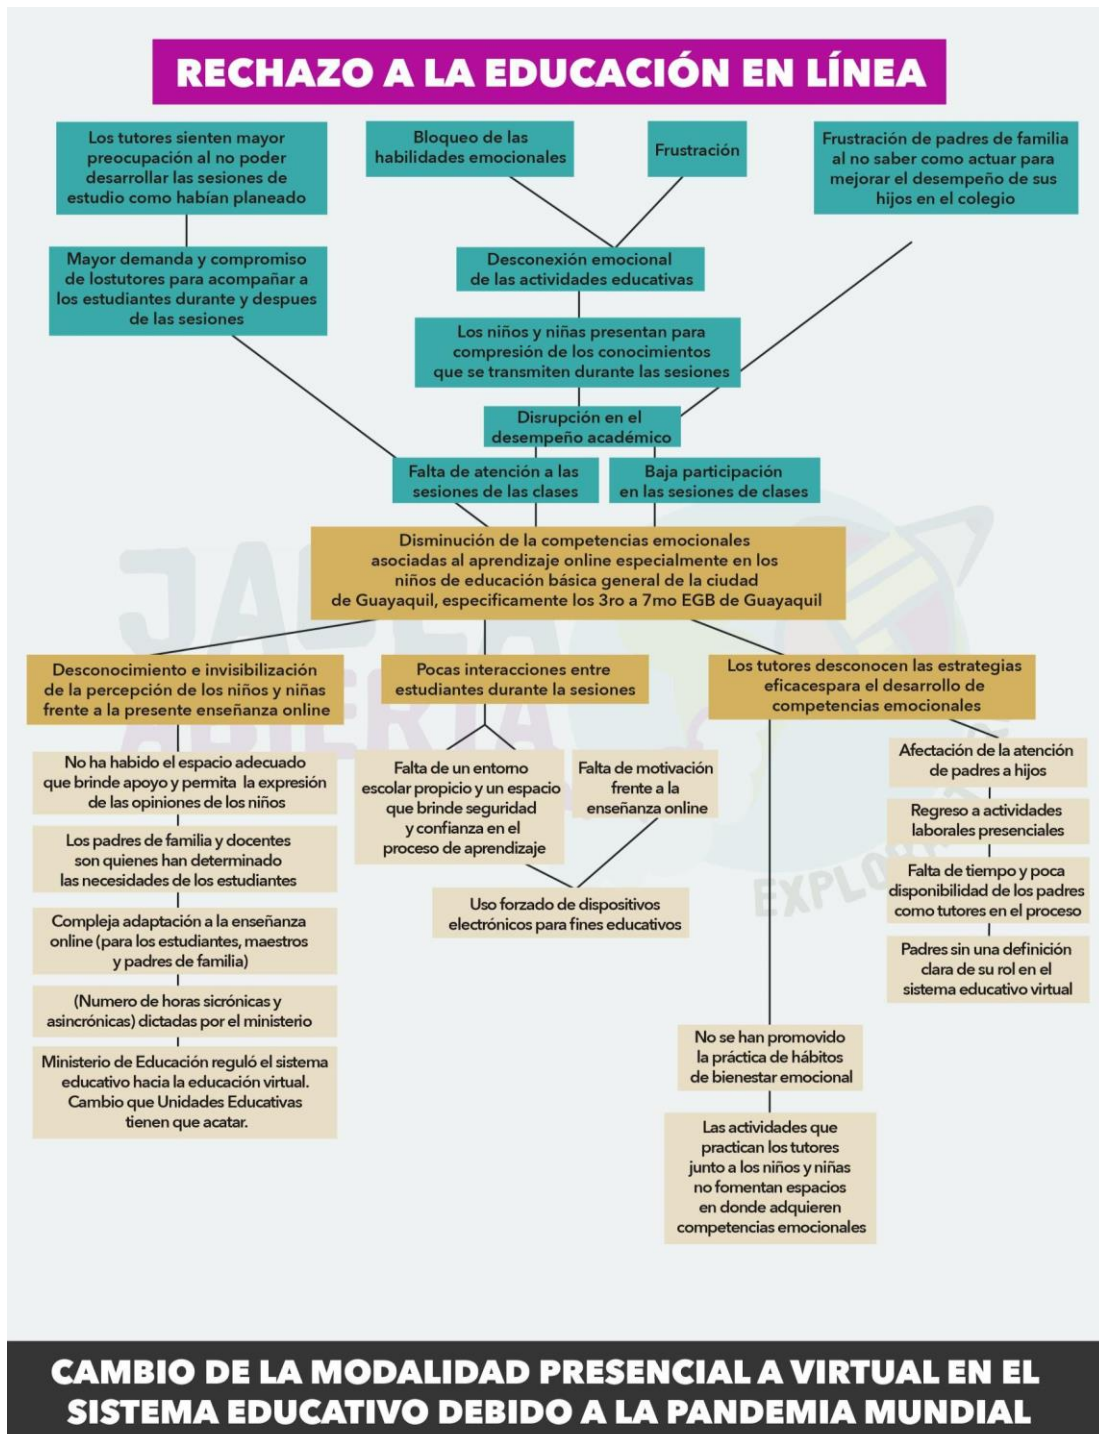 RECHAZO A LA EDUCACIÓN EN LÍNEA
Los tutores sienten mayor
preocupación al no poder
desarrollar las sesiones de
estudio como habían planeado
Bloqueo de las
habilidades emocionales
Frustración
Frustración de padres de familia
al no saber como actuar para
mejorar el desempeño de sus
hijos en el colegio
Mayor demanda y compromiso
de lostutores para acompañar a
los estudiantes durante y despues
de las sesiones
Desconexión emocional
de las actividades educativas
Los niños y niñas presentan para
compresión de los conocimientos
que se transmiten durante las sesiones
Disrupción en el
desempeño académico
Falta de atención a las
sesiones de las clases
Baja participación
en las sesiones de clases
Disminución de la competencias emocionales
asociadas al aprendizaje online especialmente en los
niños de educación básica general de la ciudad
de Guayaquil, especificamente los 3ro a 7mo EGB de Guayaquil
Desconocimiento e invisibilización
de la percepción de los niños y niñas
frente a la presente enseñanza online
Pocas interacciones entre
estudiantes durante la sesiones
Los tutores desconocen las estrategias
eficacespara el desarrollo de
competencias emocionales
No ha habido el espacio adecuado
que brinde apoyo y permita la expresión
de las opiniones de los niños
Los padres de familia y docentes
son quienes han determinado
las necesidades de los estudiantes
Compleja adaptación a la enseñanza
online (para los estudiantes, maestros
y padres de familia)
(Numero de horas sicrónicas y
asincrónicas) dictadas por el ministerio
Ministerio de Educación reguló el sistema
educativo hacia la educación virtual.
Cambio que Unidades Educativas
tienen que acatar.
Falta de un entorno
escolar propicio y un espacio
que brinde seguridad
y confianza en el
proceso de aprendizaje
Falta de motivación
frente a la
enseñanza online
Uso forzado de dispositivos
electrónicos para fines educativos
Afectación de la atención
de padres a hijos
Regreso a actividades
laborales presenciales
Falta de tiempo y poca
disponibilidad de los padres
como tutores en el proceso
Padres sin una definición
clara de su rol en el
sistema educativo virtual
No se han promovido
la práctica de hábitos
de bienestar emocional
Las actividades que
practican los tutores
junto a los niños y niñas
no fomentan espacios
en donde adquieren
competencias emocionales
CAMBIO DE LA MODALIDAD PRESENCIAL A VIRTUAL EN EL
SISTEMA EDUCATIVO DEBIDO A LA PANDEMIA MUNDIAL